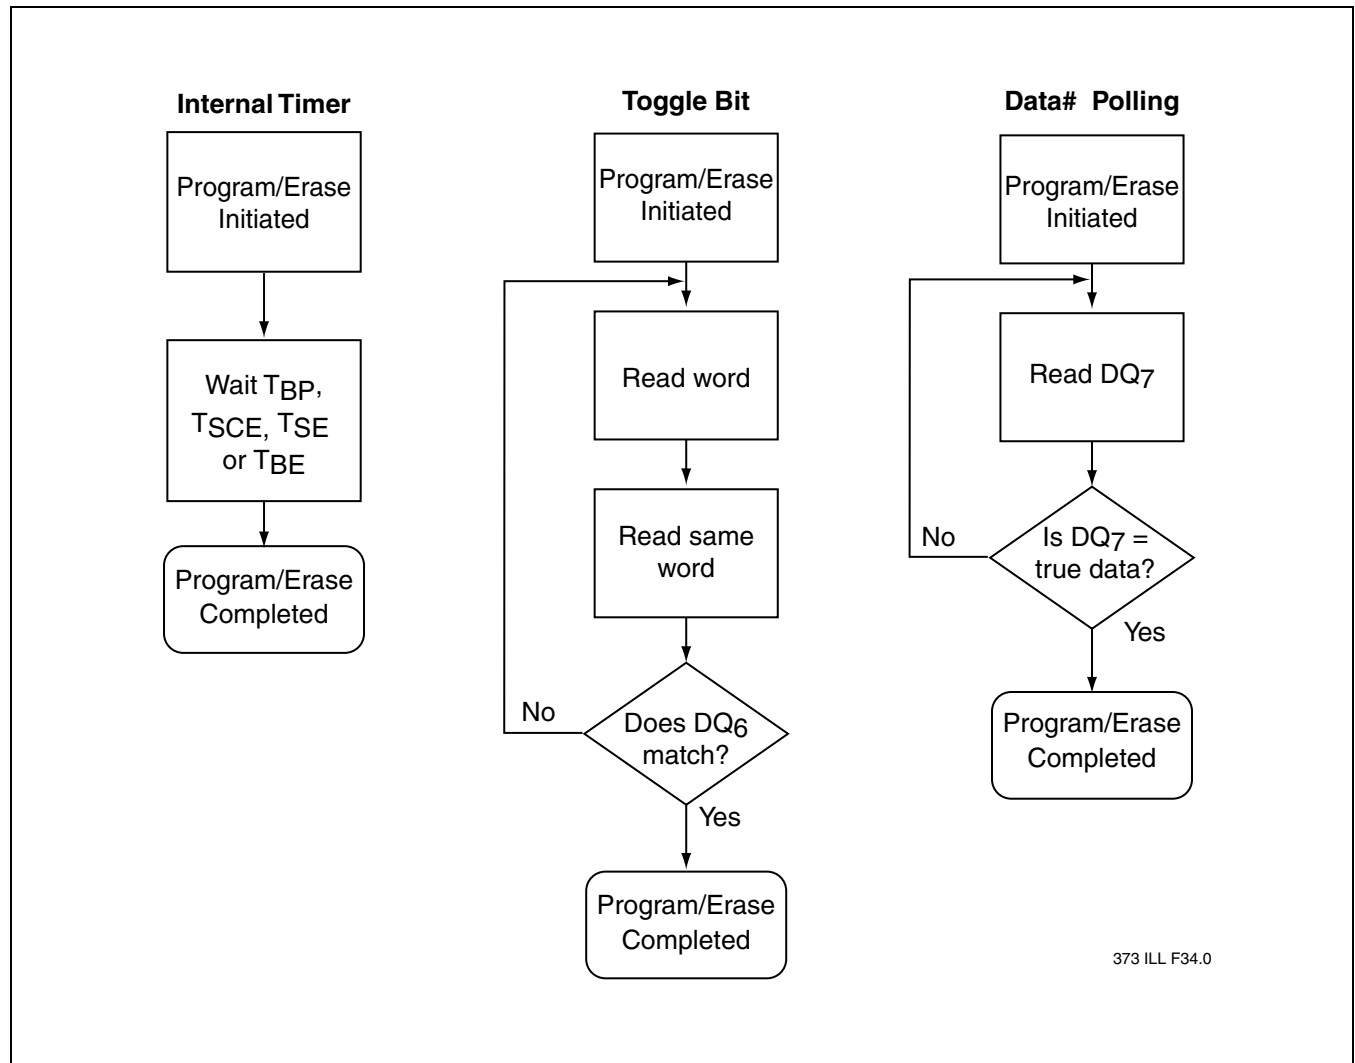 Internal Timer
Program/Erase
Initiated
Wait TBP,
TSCE, TSE
or TBE
Program/Erase
Completed
Toggle Bit
Program/Erase
Initiated
Read word
Read same
word
Does DQ6
match?
No
Yes
Program/Erase
Completed
Data# Polling
Program/Erase
Initiated
Read DQ7
Is DQ7 =
true data?
No
Yes
Program/Erase
Completed
373 ILL F34.0